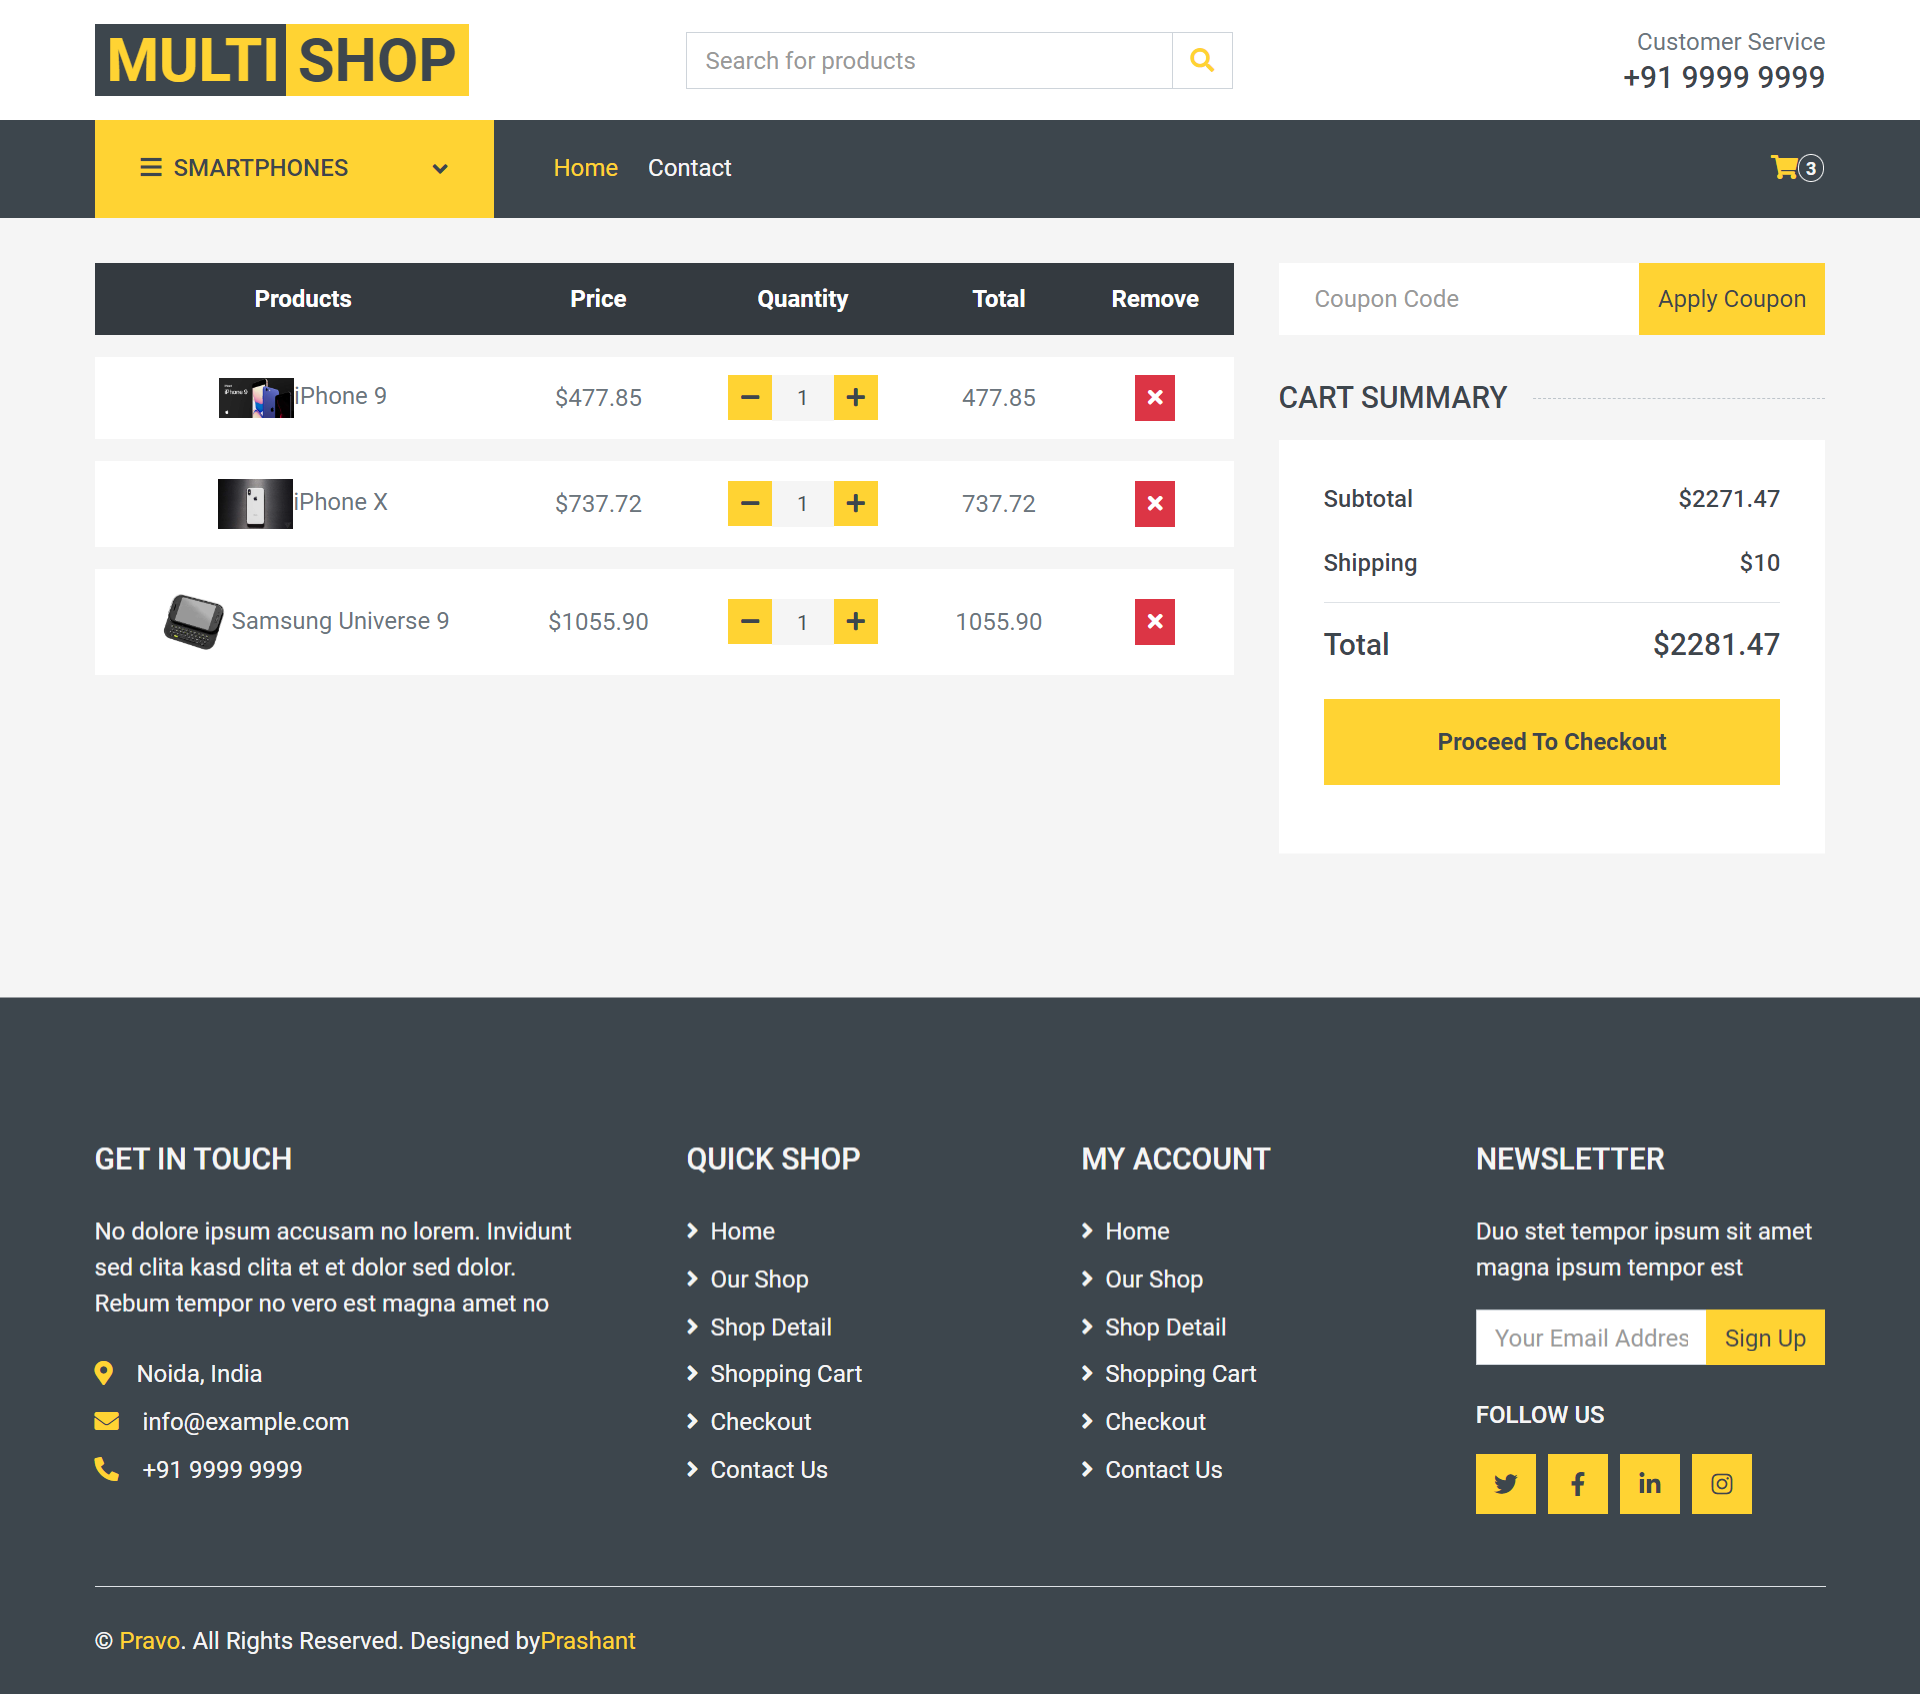 MULTI SHOP
Search for products
Customer Service
+91 9999 9999
SMARTPHONES
Home
Contact
3
Products Price Quantity Total Remove
iPhone 9 $477.85 1 477.85
iPhone X $737.72 1 737.72
Samsung Universe 9 $1055.90 1 1055.90
Coupon Code
Apply Coupon
CART SUMMARY
Subtotal $2271.47
Shipping $10
Total $2281.47
Proceed To Checkout
GET IN TOUCH
No dolore ipsum accusam no lorem. Invidunt
sed clita kasd clita et et dolor sed dolor.
Rebum tempor no vero est magna amet no
Noida, India
info@example.com
+91 9999 9999
QUICK SHOP
Home
Our Shop
Shop Detail
Shopping Cart
Checkout
Contact Us
MY ACCOUNT
Home
Our Shop
Shop Detail
Shopping Cart
Checkout
Contact Us
NEWSLETTER
Duo stet tempor ipsum sit amet
magna ipsum tempor est
Your Email Addres
Sign Up
FOLLOW US
© Pravo. All Rights Reserved. Designed byPrashant